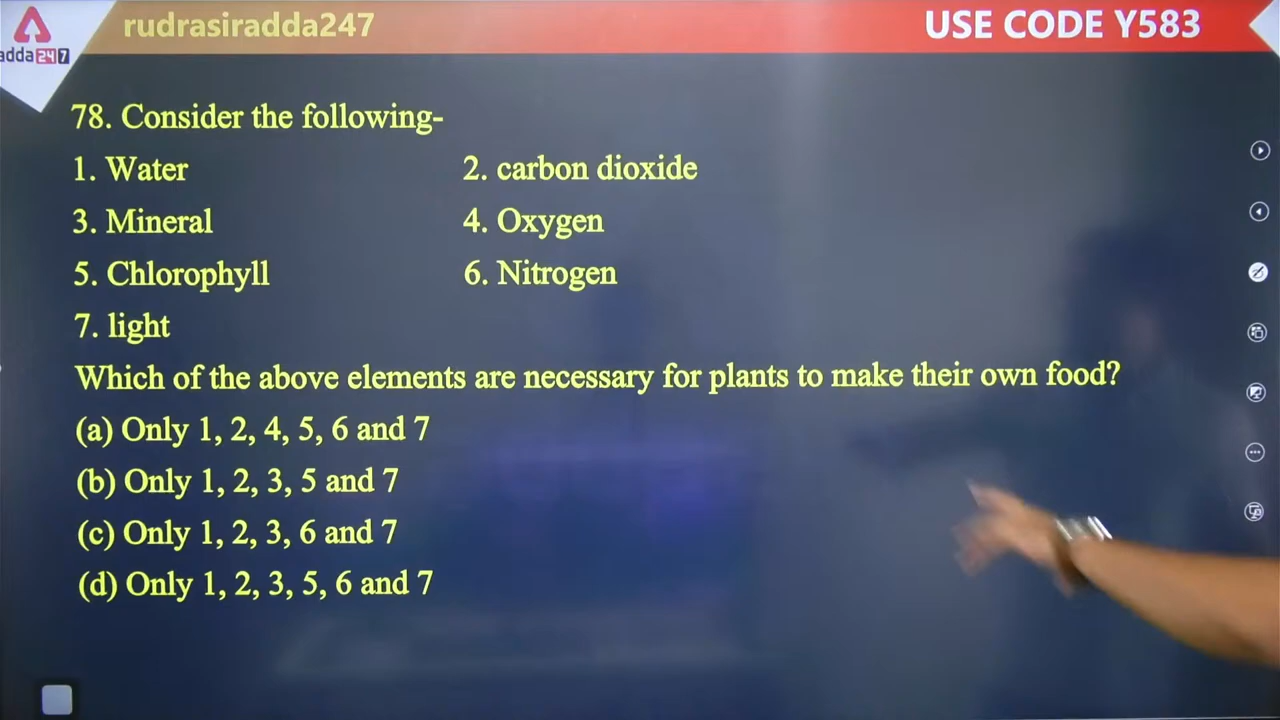 rudrasiradda247
USE CODE Y583
adda247
78. Consider the following-
1. Water 2. carbon dioxide
3. Mineral 4. Oxygen
5. Chlorophyll 6. Nitrogen
7. light
Which of the above elements are necessary for plants to make their own food?
(a) Only 1, 2, 4, 5, 6 and 7
(b) Only 1, 2, 3, 5 and 7
(c) Only 1, 2, 3, 6 and 7
(d) Only 1, 2, 3, 5, 6 and 7